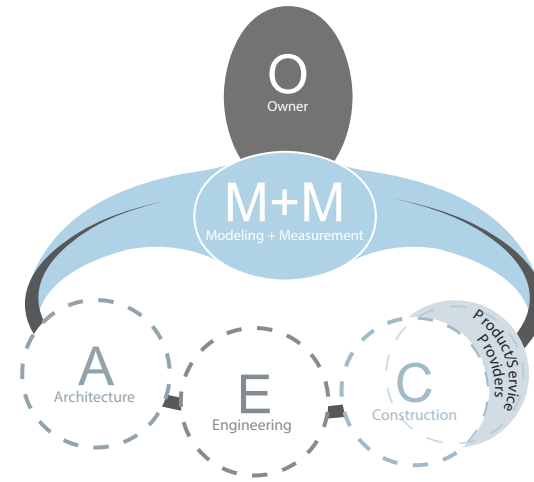 O
Owner
M+M
Modeling + Measurement
A
Architecture
E
Engineering
C
Construction
Product/Service
Providers